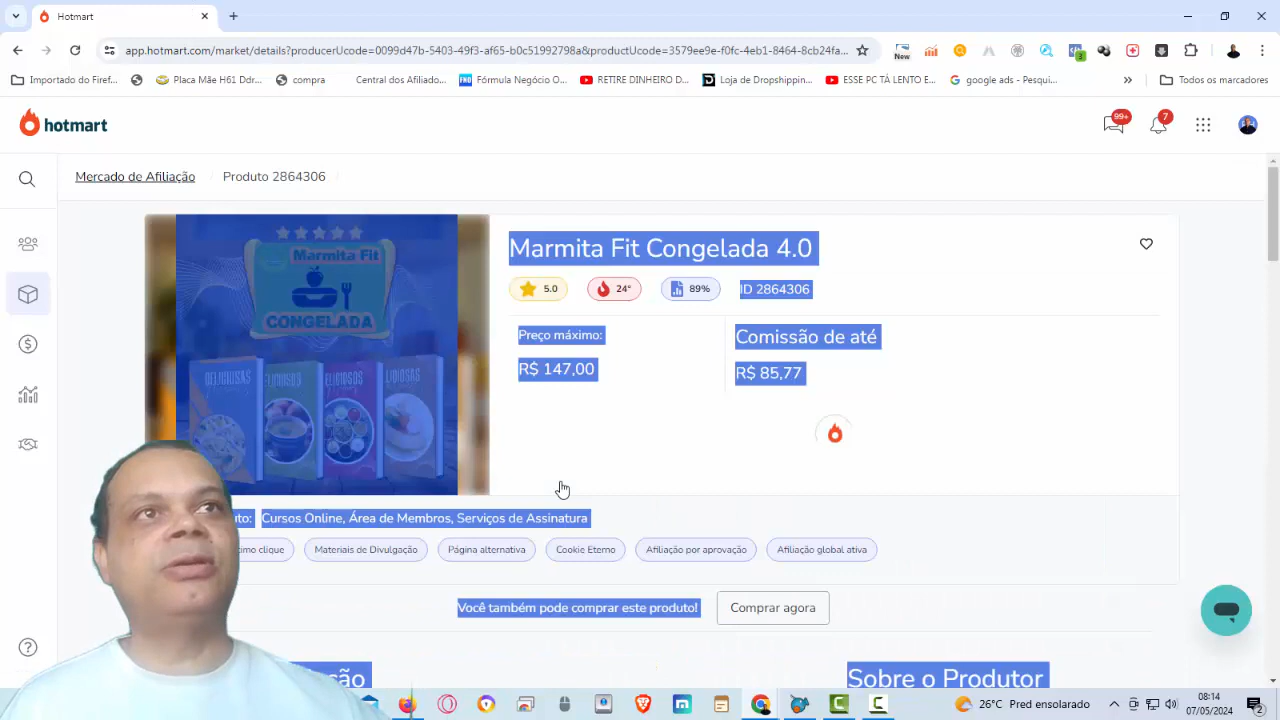 Hotmart
app.hotmart.com/market/details?producerUcode=0099d47b-5403-49f3-af65-b0c51992798a&productUcode=3579ee9e-f0fc-4eb1-8464-8cb24fa...
New
3
Importado do Firef...
Placa Mãe H61 Ddr...
compra
Central dos Afiliado...
Fórmula Negócio O...
RETIRE DINHEIRO D...
Loja de Dropshippin...
ESSE PC TÁ LENTO E...
google ads - Pesqui...
»
Todos os marcadores
hotmart
99+
7
Mercado de Afiliação / Produto 2864306 /
Marmita Fit
CONGELADA
Marmita Fit Congelada 4.0
5.0
24°
89%
ID 2864306
Preço máximo:
R$ 147,00
Comissão de até
R$ 85,77
Cursos Online, Área de Membros, Serviços de Assinatura
timo clique
Materiais de Divulgação
Página alternativa
Cookie Eterno
Afiliação por aprovação
Afiliação global ativa
Você também pode comprar este produto!
Comprar agora
Sobre o Produtor
26°C Pred ensolarado
08:14
07/05/2024
2